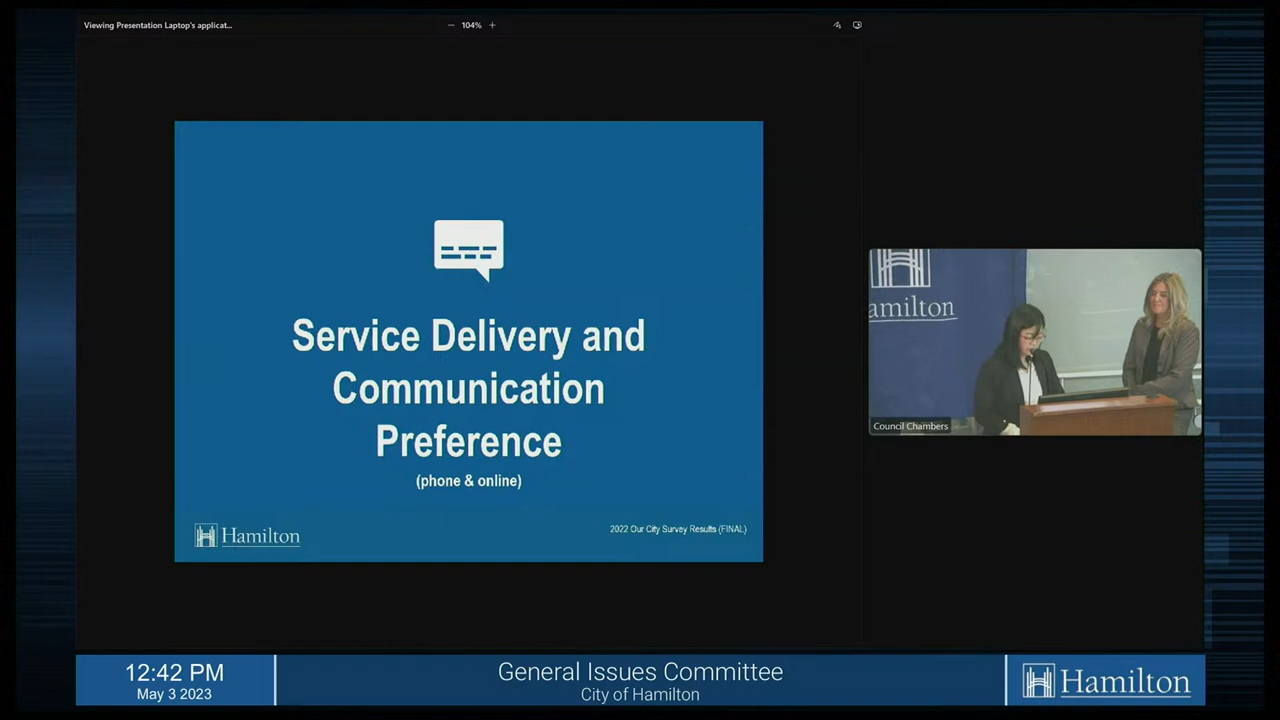 Viewing Presentation Laptop's applicat...
104%
Service Delivery and
Communication
Preference
(phone & online)
Hamilton
2022 Our City Survey Results (FINAL)
amilton
Council Chambers
12:42 PM
May 3 2023
General Issues Committee
City of Hamilton
Hamilton